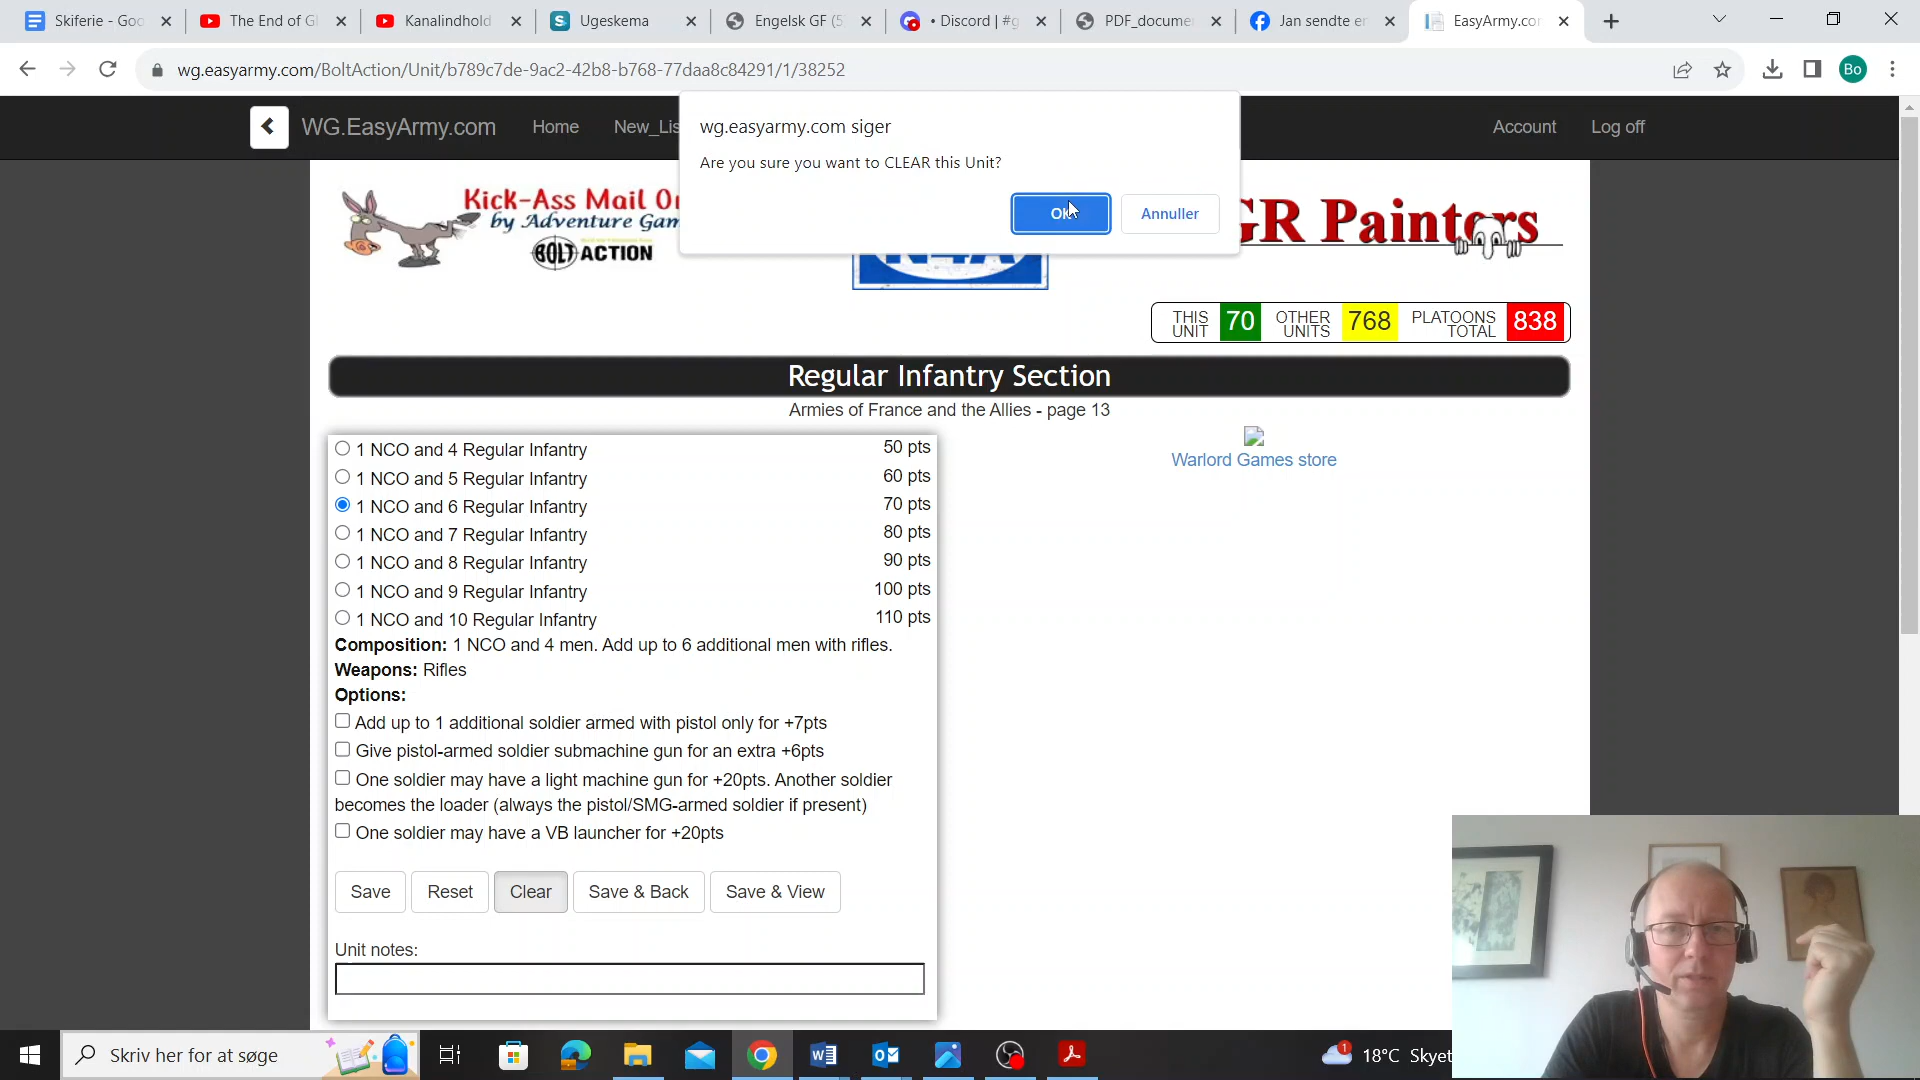 Skiferie - Goo
The End of Gl
Kanalindhold
Ugeskema
Engelsk GF (5
• Discord | #g
PDF_docume
Jan sendte er
EasyArmy.cor
wg.easyarmy.com/BoltAction/Unit/b789c7de-9ac2-42b8-b768-77daa8c84291/1/38252
Bo
WG.EasyArmy.com
Home
New_Lis
Account
Log off
wg.easyarmy.com siger
Are you sure you want to CLEAR this Unit?
OK
Annuller
Kick-Ass Mail Or
by Adventure Gam
BOLT ACTION
GR Painters
THIS UNIT 70 OTHER UNITS 768 PLATOONS TOTAL 838
Regular Infantry Section
Armies of France and the Allies - page 13
1 NCO and 4 Regular Infantry 50 pts
1 NCO and 5 Regular Infantry 60 pts
1 NCO and 6 Regular Infantry 70 pts
1 NCO and 7 Regular Infantry 80 pts
1 NCO and 8 Regular Infantry 90 pts
1 NCO and 9 Regular Infantry 100 pts
1 NCO and 10 Regular Infantry 110 pts
Warlord Games store
Composition: 1 NCO and 4 men. Add up to 6 additional men with rifles.
Weapons: Rifles
Options:
Add up to 1 additional soldier armed with pistol only for +7pts
Give pistol-armed soldier submachine gun for an extra +6pts
One soldier may have a light machine gun for +20pts. Another soldier
becomes the loader (always the pistol/SMG-armed soldier if present)
One soldier may have a VB launcher for +20pts
Save
Reset
Clear
Save & Back
Save & View
Unit notes:
Skriv her for at søge
1
18°C Skyet